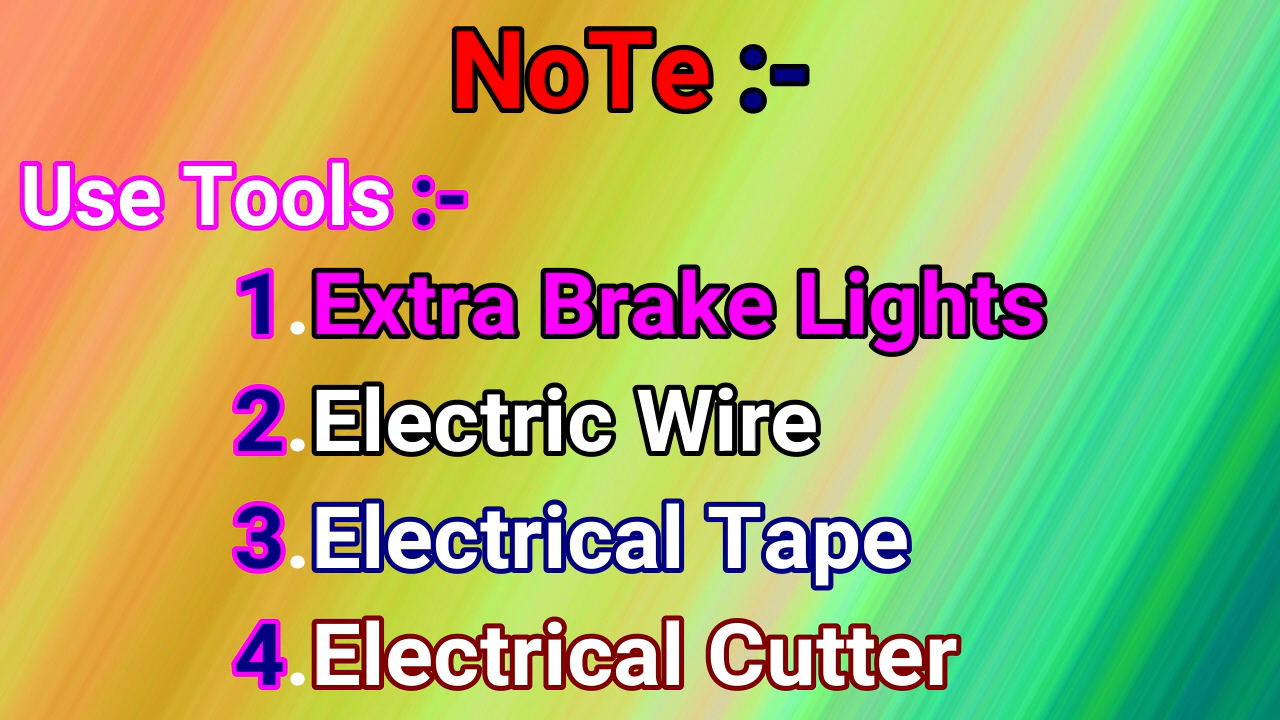 NoTe :-
Use Tools :-
1.Extra Brake Lights
2.Electric Wire
3.Electrical Tape
4.Electrical Cutter